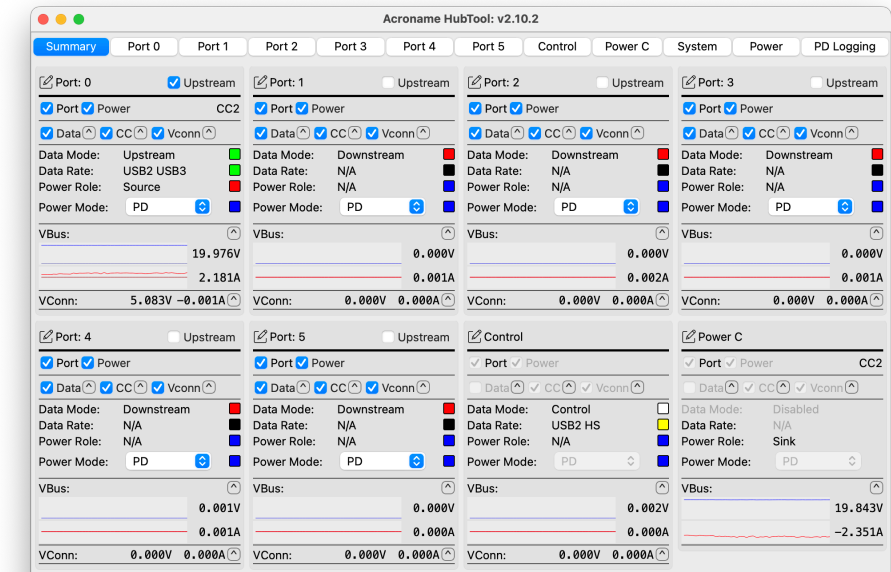 Acroname HubTool: v2.10.2
Summary Port 0 Port 1 Port 2 Port 3 Port 4 Port 5 Control Power C System Power PD Logging
Port: 0 Upstream
Port Power CC2
Data CC Vconn
Data Mode: Upstream
Data Rate: USB2 USB3
Power Role: Source
Power Mode: PD
VBus:
19.976V
2.181A
VConn: 5.083V -0.001A
Port: 1 Upstream
Port Power
Data CC Vconn
Data Mode: Downstream
Data Rate: N/A
Power Role: N/A
Power Mode: PD
VBus:
0.000V
0.001A
VConn: 0.000V 0.000A
Port: 2 Upstream
Port Power
Data CC Vconn
Data Mode: Downstream
Data Rate: N/A
Power Role: N/A
Power Mode: PD
VBus:
0.000V
0.002A
VConn: 0.000V 0.000A
Port: 3 Upstream
Port Power
Data CC Vconn
Data Mode: Downstream
Data Rate: N/A
Power Role: N/A
Power Mode: PD
VBus:
0.000V
0.001A
VConn: 0.000V 0.000A
Port: 4 Upstream
Port Power
Data CC Vconn
Data Mode: Downstream
Data Rate: N/A
Power Role: N/A
Power Mode: PD
VBus:
0.001V
0.001A
VConn: 0.000V 0.000A
Port: 5 Upstream
Port Power
Data CC Vconn
Data Mode: Downstream
Data Rate: N/A
Power Role: N/A
Power Mode: PD
VBus:
0.000V
0.000A
VConn: 0.000V 0.000A
Control
Port Power
Data CC Vconn
Data Mode: Control
Data Rate: USB2 HS
Power Role: N/A
Power Mode: PD
VBus:
0.002V
0.000A
VConn: 0.000V 0.000A
Power C
Port Power CC2
Data CC Vconn
Data Mode: Disabled
Data Rate: N/A
Power Role: Sink
Power Mode: PD
VBus:
19.843V
-2.351A